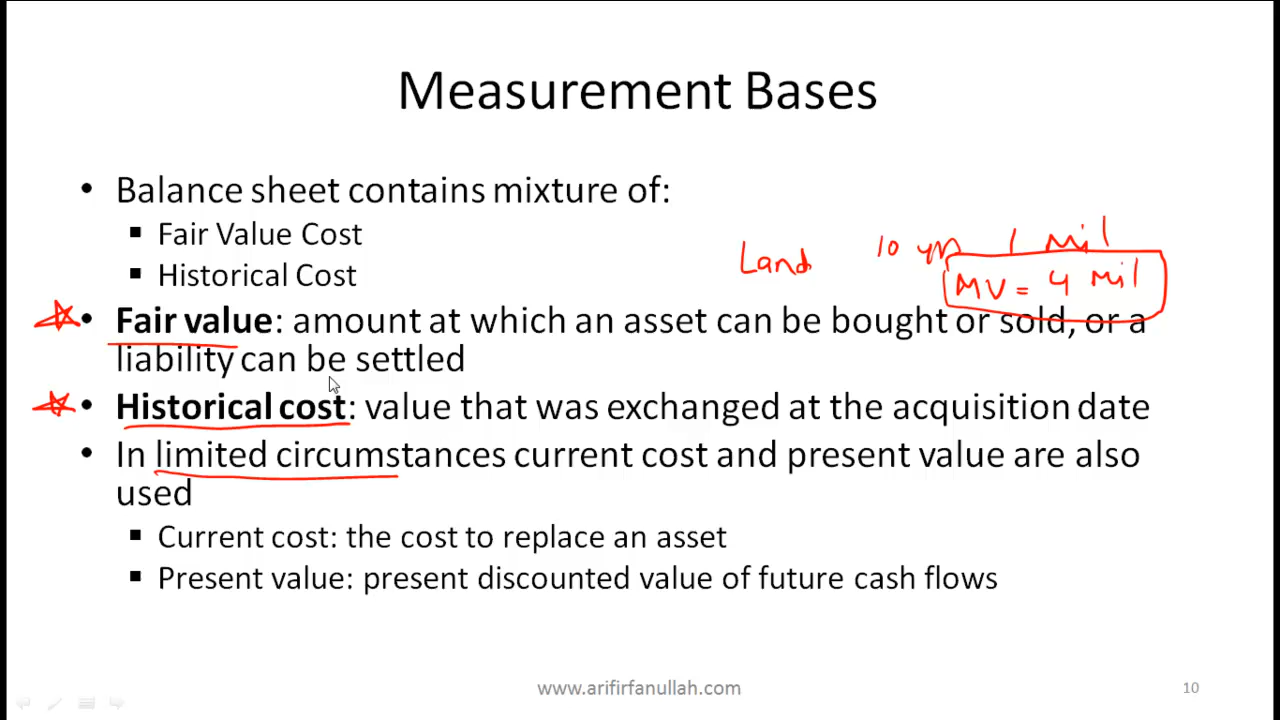 Measurement Bases
• Balance sheet contains mixture of:
▪ Fair Value Cost
▪ Historical Cost
Land 10 yrs 1 mil
MV = 4 mil
• Fair value: amount at which an asset can be bought or sold, or a
liability can be settled
• Historical cost: value that was exchanged at the acquisition date
• In limited circumstances current cost and present value are also
used
▪ Current cost: the cost to replace an asset
▪ Present value: present discounted value of future cash flows
www.arifirfanullah.com
10